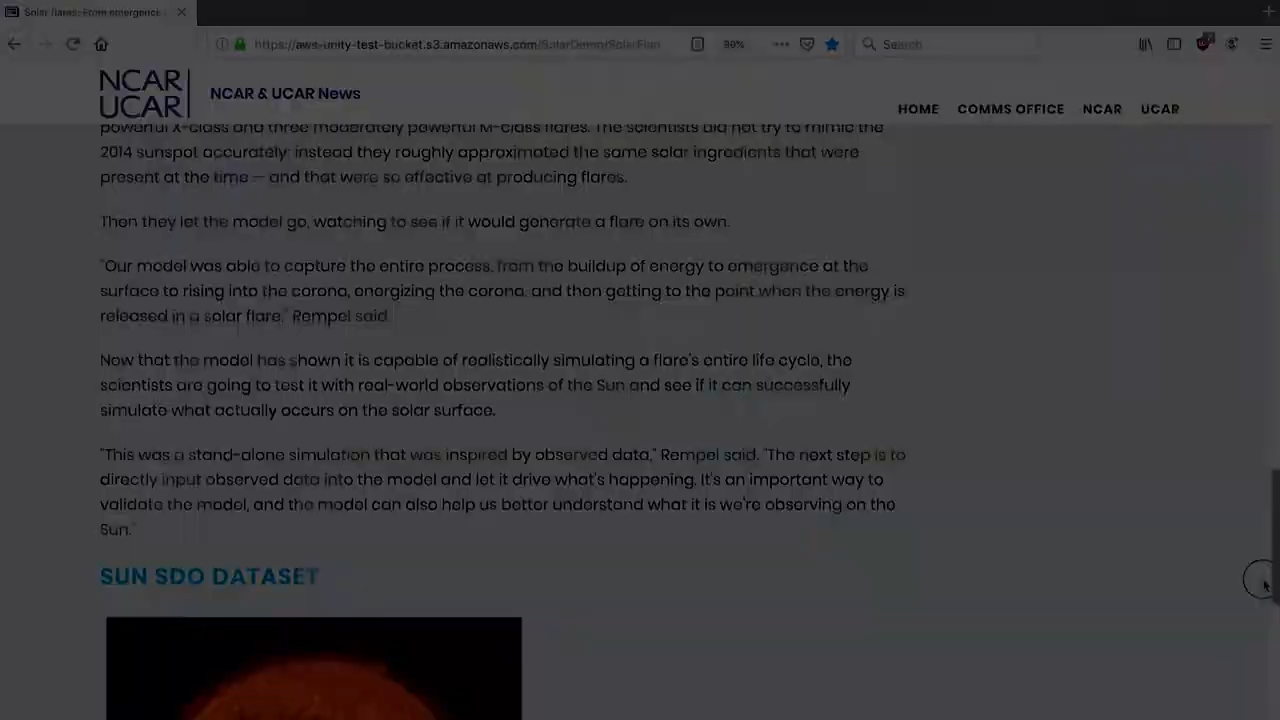 Solar flares: From emergence
https://aws-unity-test-bucket.s3.amazonaws.com/SolarDemo/SolarFlar
90%
Search
NCAR
UCAR
NCAR & UCAR News
HOME COMMS OFFICE NCAR UCAR
powerful X-class and three moderately powerful M-class flares. The scientists did not try to mimic the
2014 sunspot accurately; instead they roughly approximated the same solar ingredients that were
present at the time — and that were so effective at producing flares.
Then they let the model go, watching to see if it would generate a flare on its own.
"Our model was able to capture the entire process, from the buildup of energy to emergence at the
surface to rising into the corona, energizing the corona, and then getting to the point when the energy is
released in a solar flare," Rempel said.
Now that the model has shown it is capable of realistically simulating a flare's entire life cycle, the
scientists are going to test it with real-world observations of the Sun and see if it can successfully
simulate what actually occurs on the solar surface.
"This was a stand-alone simulation that was inspired by observed data," Rempel said. "The next step is to
directly input observed data into the model and let it drive what's happening. It's an important way to
validate the model, and the model can also help us better understand what it is we're observing on the
Sun."
SUN SDO DATASET